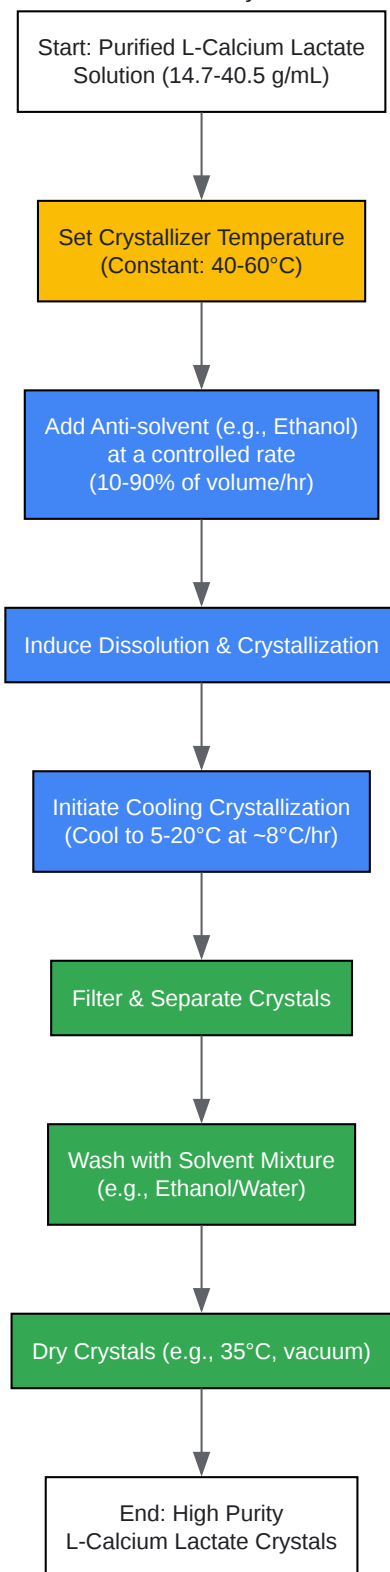 Start: Purified L-Calcium Lactate
Solution (14.7-40.5 g/mL)
Set Crystallizer Temperature
(Constant: 40-60°C)
Add Anti-solvent (e.g., Ethanol)
at a controlled rate
(10-90% of volume/hr)
Induce Dissolution & Crystallization
Initiate Cooling Crystallization
(Cool to 5-20°C at ~8°C/hr)
Filter & Separate Crystals
Wash with Solvent Mixture
(e.g., Ethanol/Water)
Dry Crystals (e.g., 35°C, vacuum)
End: High Purity
L-Calcium Lactate Crystals